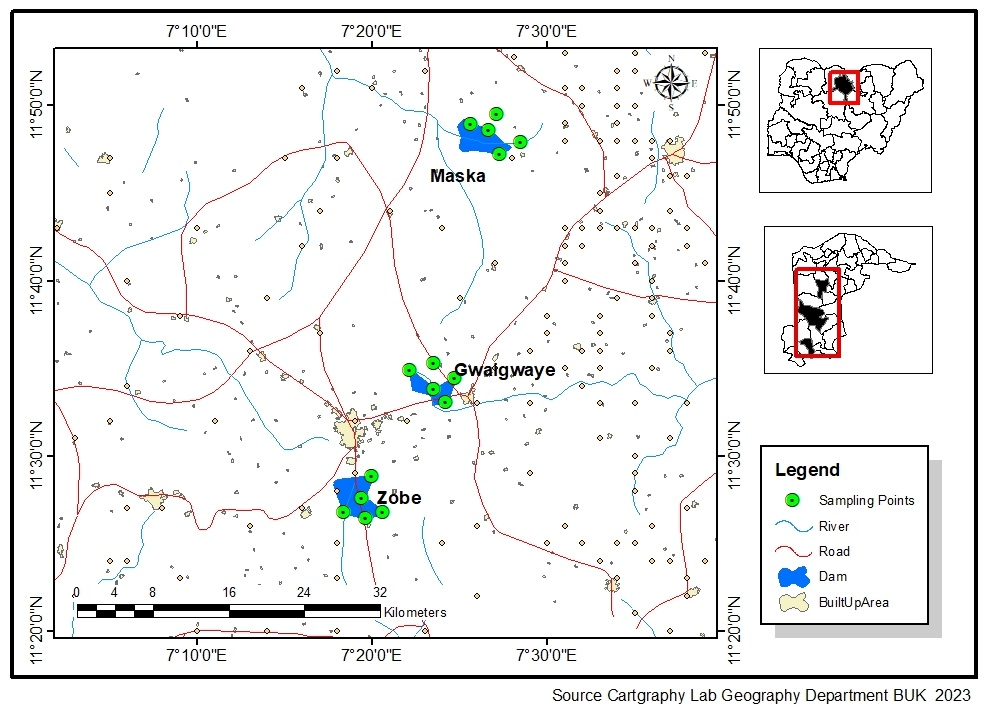 7°10'0"E 7°20'0"E 7°30'0"E
11°50'0"N 11°50'0"N
N
W E
S
Maska
11°40'0"N 11°40'0"N
Gwaigwaye
11°30'0"N 11°30'0"N
Zobe
Legend
Sampling Points
River
Road
Dam
BuiltUpArea
0 4 8 16 24 32
Kilometers
11°20'0"N 11°20'0"N
7°10'0"E 7°20'0"E 7°30'0"E
Source Cartgraphy Lab Geography Department BUK 2023